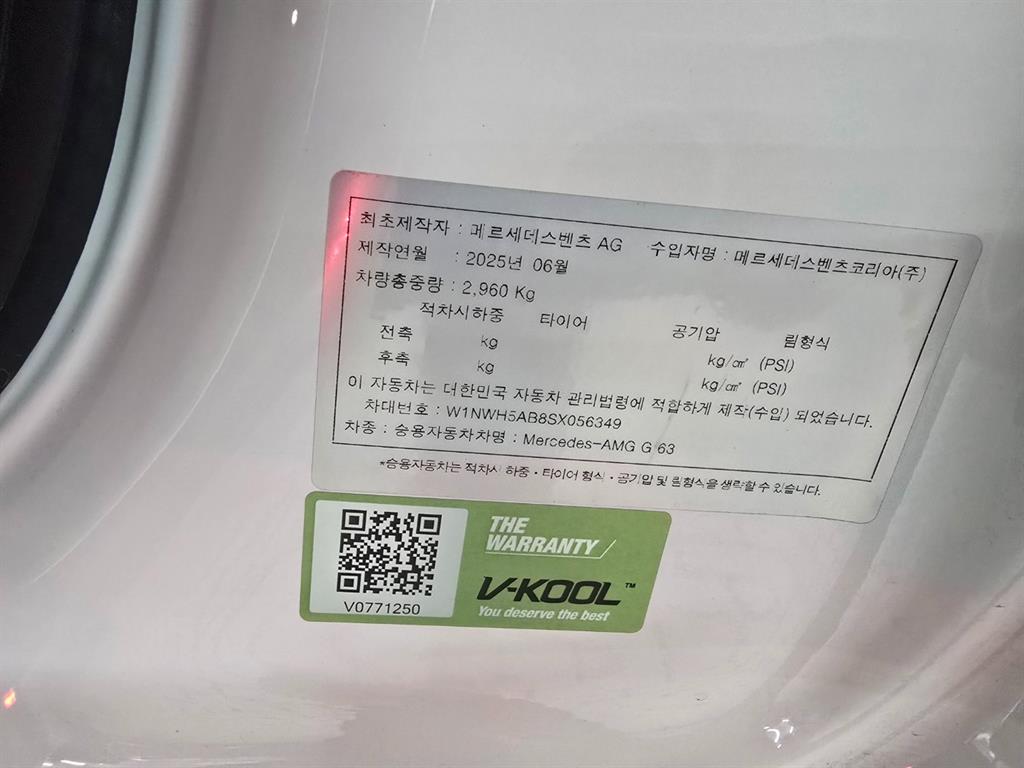 최초제작자 : 메르세데스벤츠 AG 수입자명 : 메르세데스벤츠코리아(주)
제작연월 : 2025년 06월
차량총중량 : 2,960 Kg
적차시하중 타이어 공기압 림형식
전축 kg kg/㎠ (PSI)
후축 kg kg/㎠ (PSI)
이 자동차는 대한민국 자동차 관리법령에 적합하게 제작(수입) 되었습니다.
차대번호 : W1NWH5AB8SX056349
차종 : 승용자동차차명 : Mercedes-AMG G 63
*승용자동차는 적차시 하중・타이어 형식・공기압 및 림형식을 생략할 수 있습니다.
THE
WARRANTY
V-KOOL™
You deserve the best
V0771250